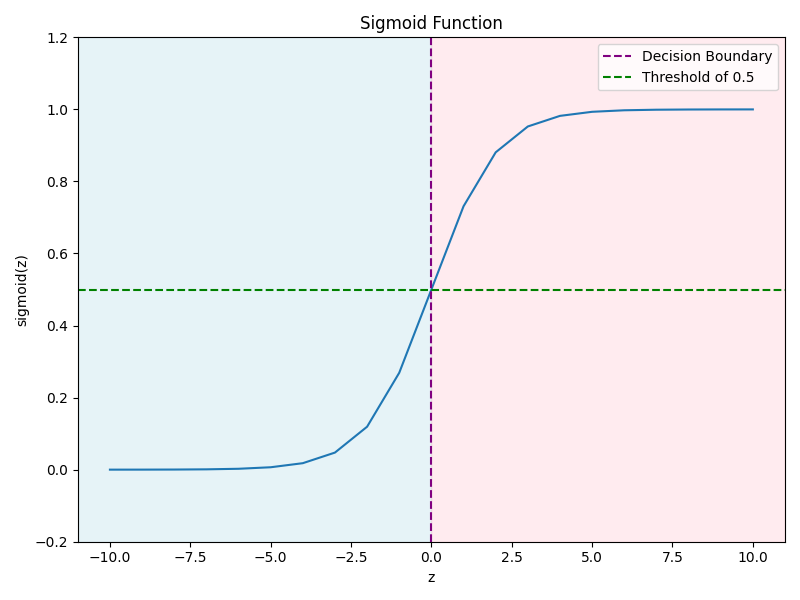 Sigmoid Function
Decision Boundary
Threshold of 0.5
sigmoid(z)
1.2
1.0
0.8
0.6
0.4
0.2
0.0
−0.2
−10.0 −7.5 −5.0 −2.5 0.0 2.5 5.0 7.5 10.0
z